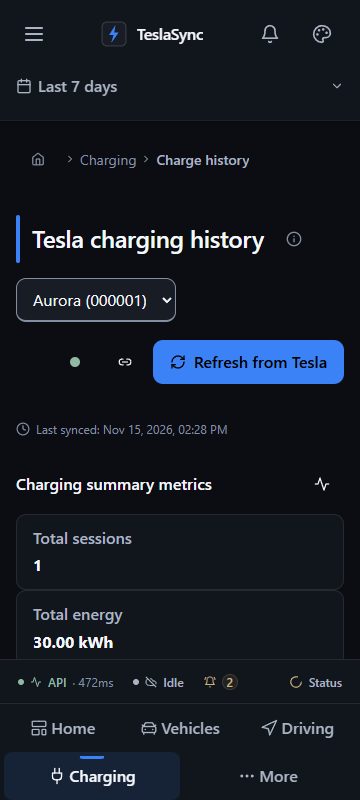 TeslaSync
Last 7 days
Charging Charge history
Tesla charging history
Aurora (000001)
Refresh from Tesla
Last synced: Nov 15, 2026, 02:28 PM
Charging summary metrics
Total sessions
1
Total energy
30.00 kWh
API · 472ms Idle 2 Status
Home Vehicles Driving
Charging More